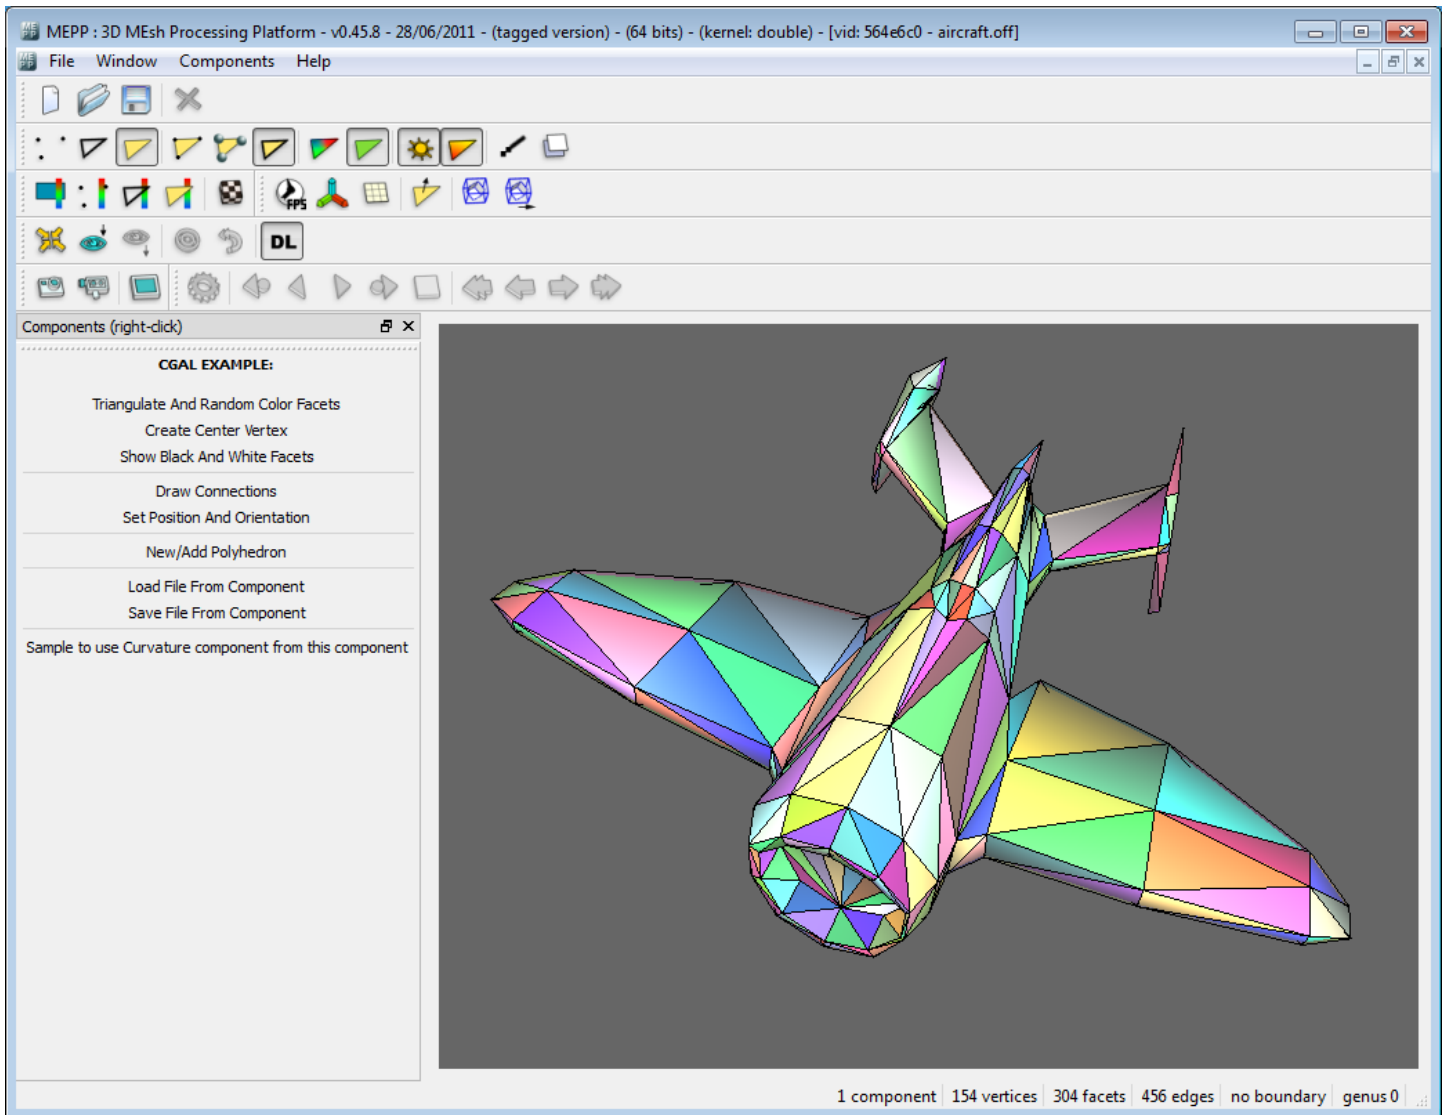 MEPP : 3D MEsh Processing Platform - v0.45.8 - 28/06/2011 - (tagged version) - (64 bits) - (kernel: double) - [vid: 564e6c0 - aircraft.off]
File Window Components Help
FPS
DL
Components (right-click)
CGAL EXAMPLE:
Triangulate And Random Color Facets
Create Center Vertex
Show Black And White Facets
Draw Connections
Set Position And Orientation
New/Add Polyhedron
Load File From Component
Save File From Component
Sample to use Curvature component from this component
1 component 154 vertices 304 facets 456 edges no boundary genus 0